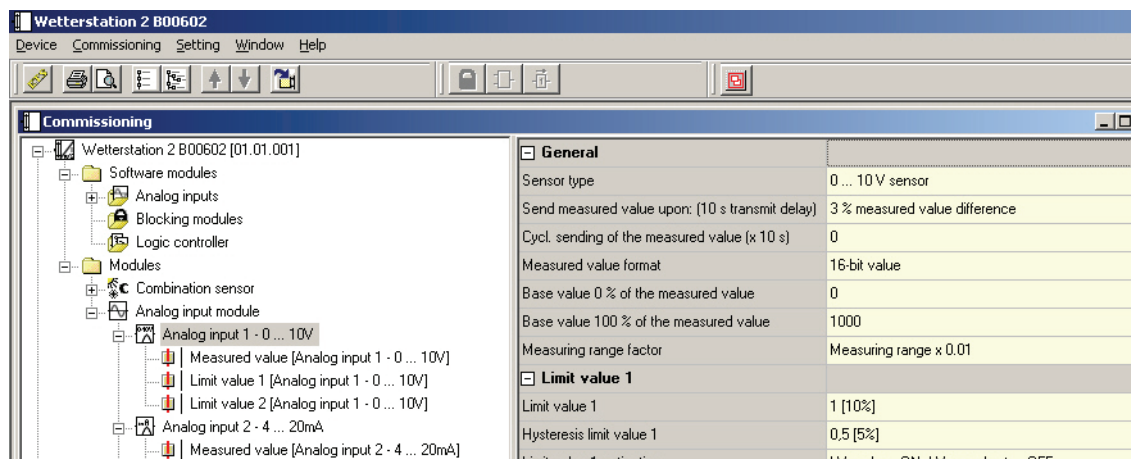 Wetterstation 2 B00602
Device Commissioning Setting Window Help
Commissioning
Wetterstation 2 B00602 [01.01.001]
Software modules
Analog inputs
Blocking modules
Logic controller
Modules
Combination sensor
Analog input module
Analog input 1 - 0 ... 10V
Measured value [Analog input 1 - 0 ... 10V]
Limit value 1 [Analog input 1 - 0 ... 10V]
Limit value 2 [Analog input 1 - 0 ... 10V]
Analog input 2 - 4 ... 20mA
Measured value [Analog input 2 - 4 ... 20mA]
General
Sensor type 0 ... 10 V sensor
Send measured value upon: (10 s transmit delay) 3 % measured value difference
Cycl. sending of the measured value (x 10 s) 0
Measured value format 16-bit value
Base value 0 % of the measured value 0
Base value 100 % of the measured value 1000
Measuring range factor Measuring range x 0.01
Limit value 1
Limit value 1 1 [10%]
Hysteresis limit value 1 0,5 [5%]